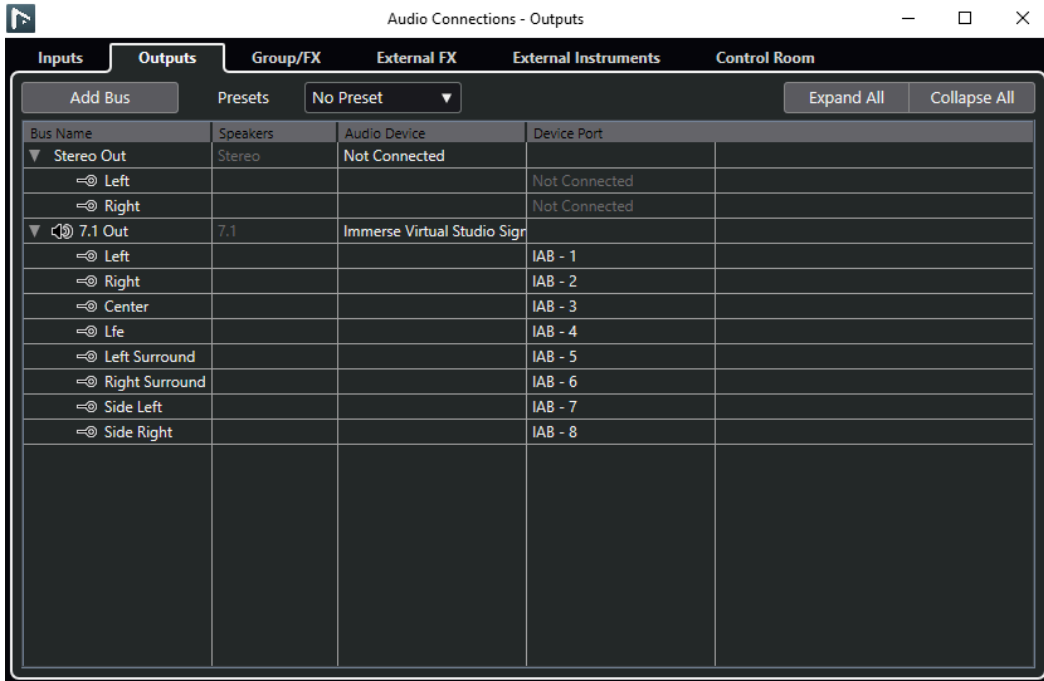 Audio Connections - Outputs
Inputs Outputs Group/FX External FX External Instruments Control Room
Add Bus Presets No Preset Expand All Collapse All
Bus Name Speakers Audio Device Device Port
Stereo Out Stereo Not Connected
Left Not Connected
Right Not Connected
7.1 Out 7.1 Immerse Virtual Studio Sigr
Left IAB - 1
Right IAB - 2
Center IAB - 3
Lfe IAB - 4
Left Surround IAB - 5
Right Surround IAB - 6
Side Left IAB - 7
Side Right IAB - 8